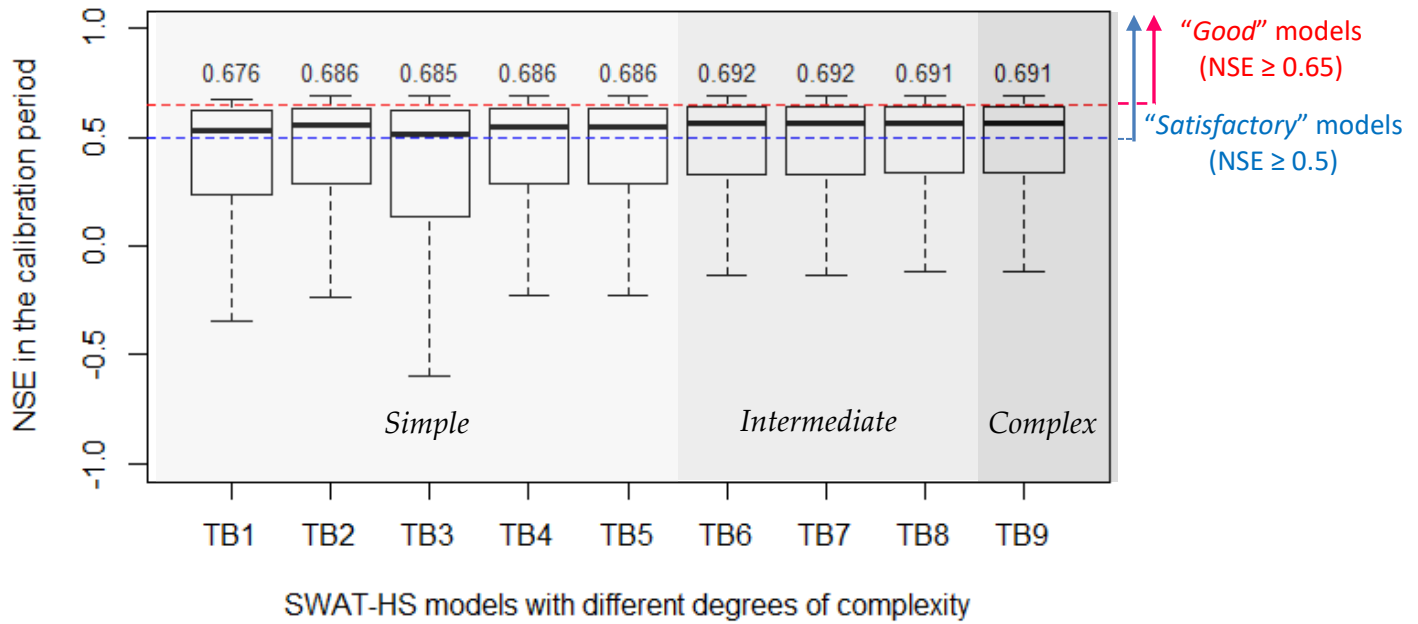 NSE in the calibration period
1.0
0.5
0.0
-0.5
-1.0
0.676 0.686 0.685 0.686 0.686 0.692 0.692 0.691 0.691
Simple
Intermediate
Complex
TB1 TB2 TB3 TB4 TB5 TB6 TB7 TB8 TB9
SWAT-HS models with different degrees of complexity
“Good” models
(NSE ≥ 0.65)
“Satisfactory” models
(NSE ≥ 0.5)